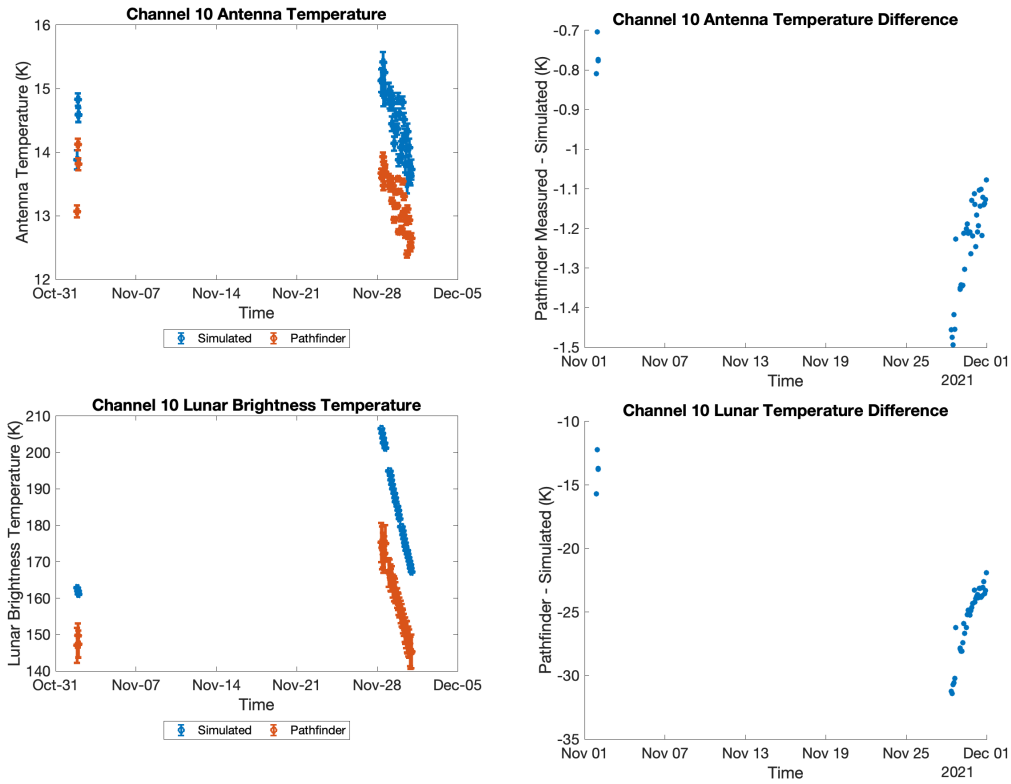 Channel 10 Antenna Temperature
Antenna Temperature (K)
16
15
14
13
12
Oct-31 Nov-07 Nov-14 Nov-21 Nov-28 Dec-05
Time
Simulated Pathfinder
Channel 10 Antenna Temperature Difference
Pathfinder Measured - Simulated (K)
-0.7
-0.8
-0.9
-1
-1.1
-1.2
-1.3
-1.4
-1.5
Nov 01 Nov 07 Nov 13 Nov 19 Nov 25 Dec 01
Time 2021
Channel 10 Lunar Brightness Temperature
Lunar Brightness Temperature (K)
210
200
190
180
170
160
150
140
Oct-31 Nov-07 Nov-14 Nov-21 Nov-28 Dec-05
Time
Simulated Pathfinder
Channel 10 Lunar Temperature Difference
Pathfinder - Simulated (K)
-10
-15
-20
-25
-30
-35
Nov 01 Nov 07 Nov 13 Nov 19 Nov 25 Dec 01
Time 2021